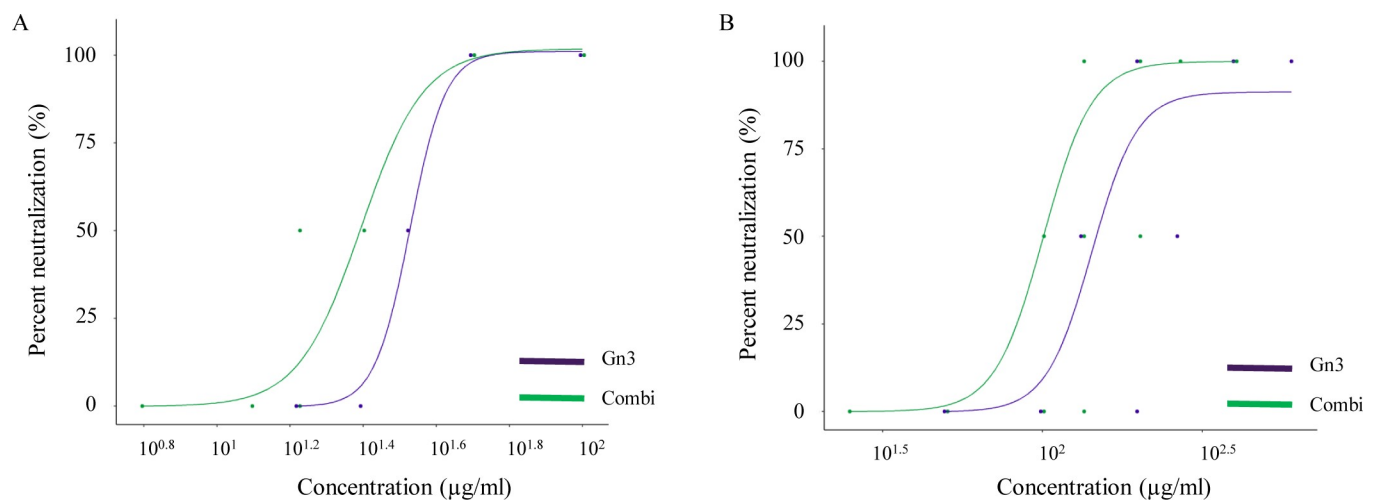 A
Percent neutralization (%)
100
75
50
25
0
10^0.8 10^1 10^1.2 10^1.4 10^1.6 10^1.8 10^2
Concentration (µg/ml)
Gn3
Combi
B
Percent neutralization (%)
100
75
50
25
0
10^1.5 10^2 10^2.5
Concentration (µg/ml)
Gn3
Combi